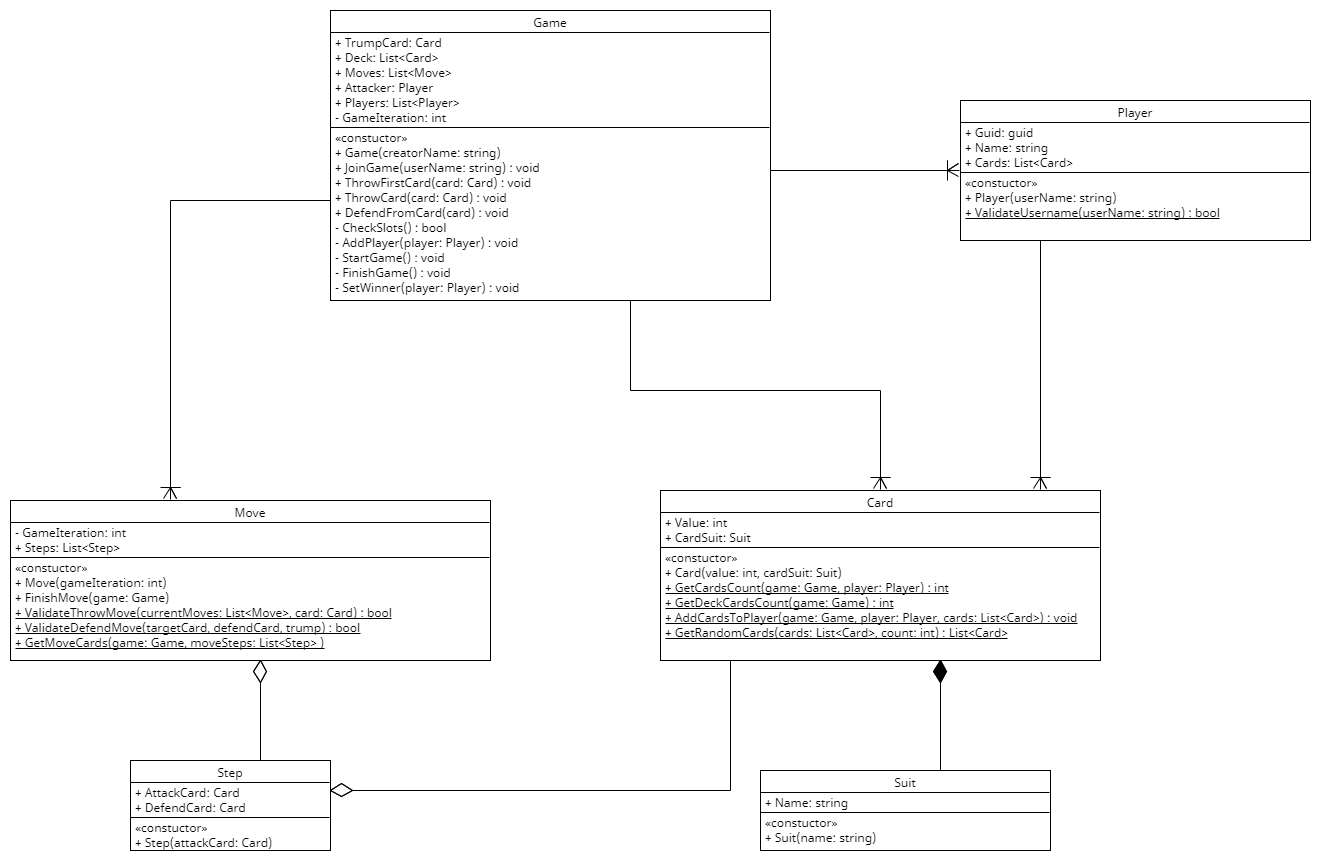 Game
+ TrumpCard: Card
+ Deck: List<Card>
+ Moves: List<Move>
+ Attacker: Player
+ Players: List<Player>
- GameIteration: int
«constuctor»
+ Game(creatorName: string)
+ JoinGame(userName: string) : void
+ ThrowFirstCard(card: Card) : void
+ ThrowCard(card: Card) : void
+ DefendFromCard(card) : void
- CheckSlots() : bool
- AddPlayer(player: Player) : void
- StartGame() : void
- FinishGame() : void
- SetWinner(player: Player) : void
Player
+ Guid: guid
+ Name: string
+ Cards: List<Card>
«constuctor»
+ Player(userName: string)
+ ValidateUsername(userName: string) : bool
Move
- GameIteration: int
+ Steps: List<Step>
«constuctor»
+ Move(gameIteration: int)
+ FinishMove(game: Game)
+ ValidateThrowMove(currentMoves: List<Move>, card: Card) : bool
+ ValidateDefendMove(targetCard, defendCard, trump) : bool
+ GetMoveCards(game: Game, moveSteps: List<Step> )
Card
+ Value: int
+ CardSuit: Suit
«constuctor»
+ Card(value: int, cardSuit: Suit)
+ GetCardsCount(game: Game, player: Player) : int
+ GetDeckCardsCount(game: Game) : int
+ AddCardsToPlayer(game: Game, player: Player, cards: List<Card>) : void
+ GetRandomCards(cards: List<Card>, count: int) : List<Card>
Step
+ AttackCard: Card
+ DefendCard: Card
«constuctor»
+ Step(attackCard: Card)
Suit
+ Name: string
«constuctor»
+ Suit(name: string)